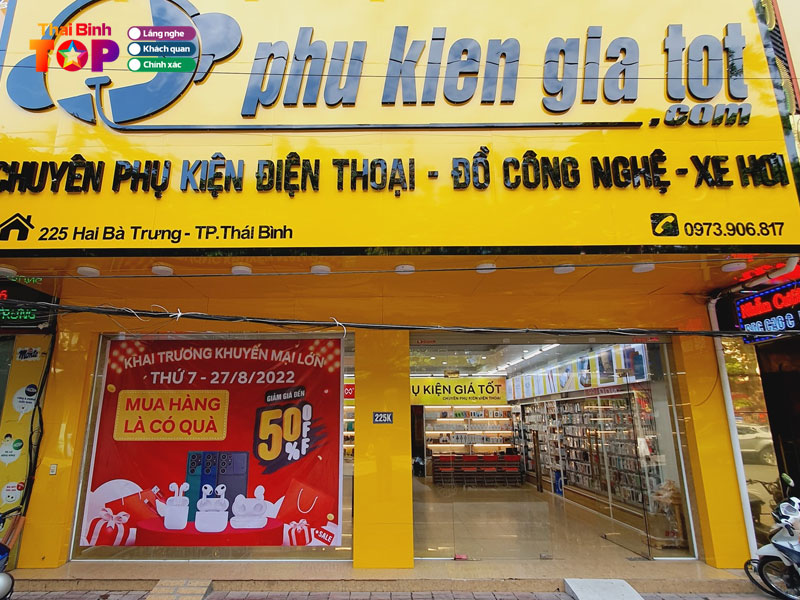 Thái Bình
TOP
Lắng nghe
Khách quan
Chính xác
phu kien gia tot
.com
CHUYÊN PHỤ KIỆN ĐIỆN THOẠI - ĐỒ CÔNG NGHỆ - XE HƠI
225 Hai Bà Trưng - TP.Thái Bình
0973.906.817
TRƯNG
KHAI TRƯƠNG KHUYẾN MẠI LỚN
THỨ 7 - 27/8/2022
MUA HÀNG
LÀ CÓ QUÀ
GIẢM GIÁ ĐẾN
50%
OFF
SALE
225K
Ụ KIỆN GIÁ TỐT
CHUYÊN PHỤ KIỆN ĐIỆN THOẠI